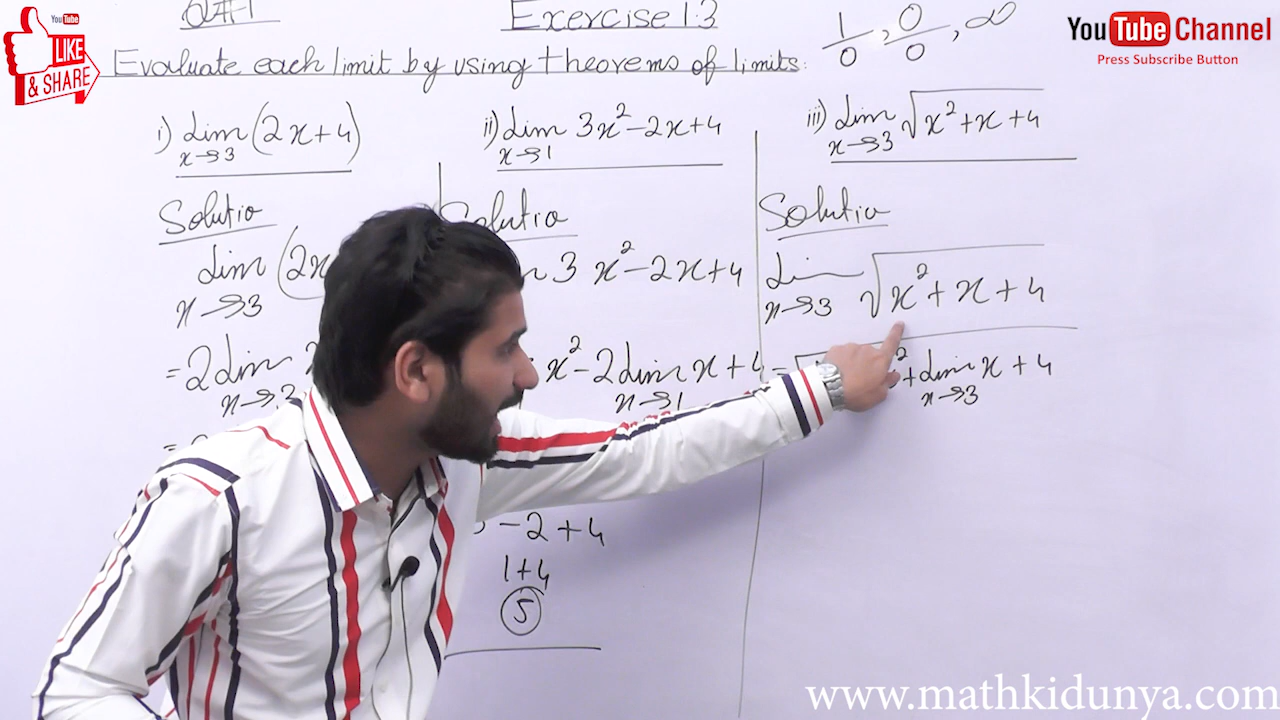 YouTube
LIKE
& SHARE
Exercise 1.3
1/0, 0/0, ∞
YouTube Channel
Press Subscribe Button
Evaluate each limit by using theorems of limits.
i) Lim x→3 (2x+4)
ii) Lim x→1 3x²-2x+4
iii) Lim x→3 √x²+x+4
Solutio
Lim x→3 (2x
= 2 Lim x→3
=
Solutio
3x²-2x+4
x²-2 Lim x→1 x+4
-2+4
1+4
5
Solutio
Lim x→3 √x²+x+4
= √ ² + Lim x→3 x+4
www.mathkidunya.com